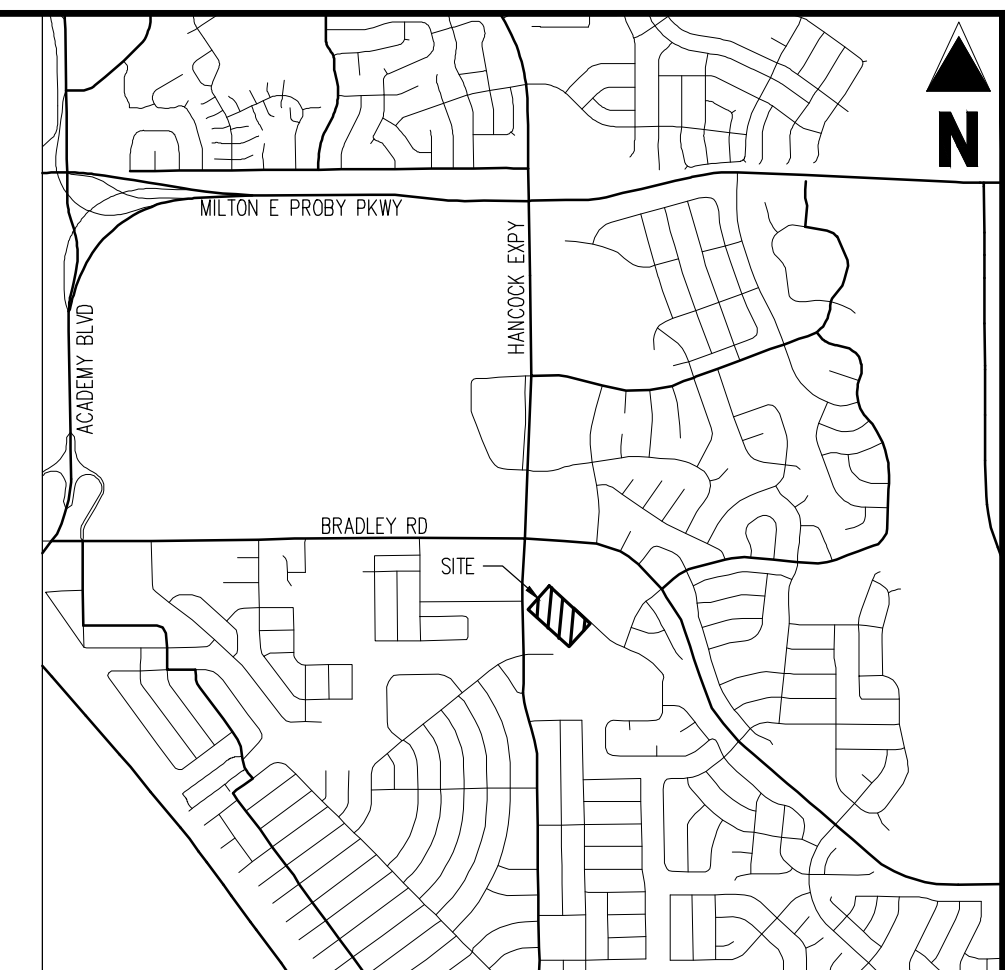 N
MILTON E PROBY PKWY
HANCOCK EXPY
ACADEMY BLVD
BRADLEY RD
SITE